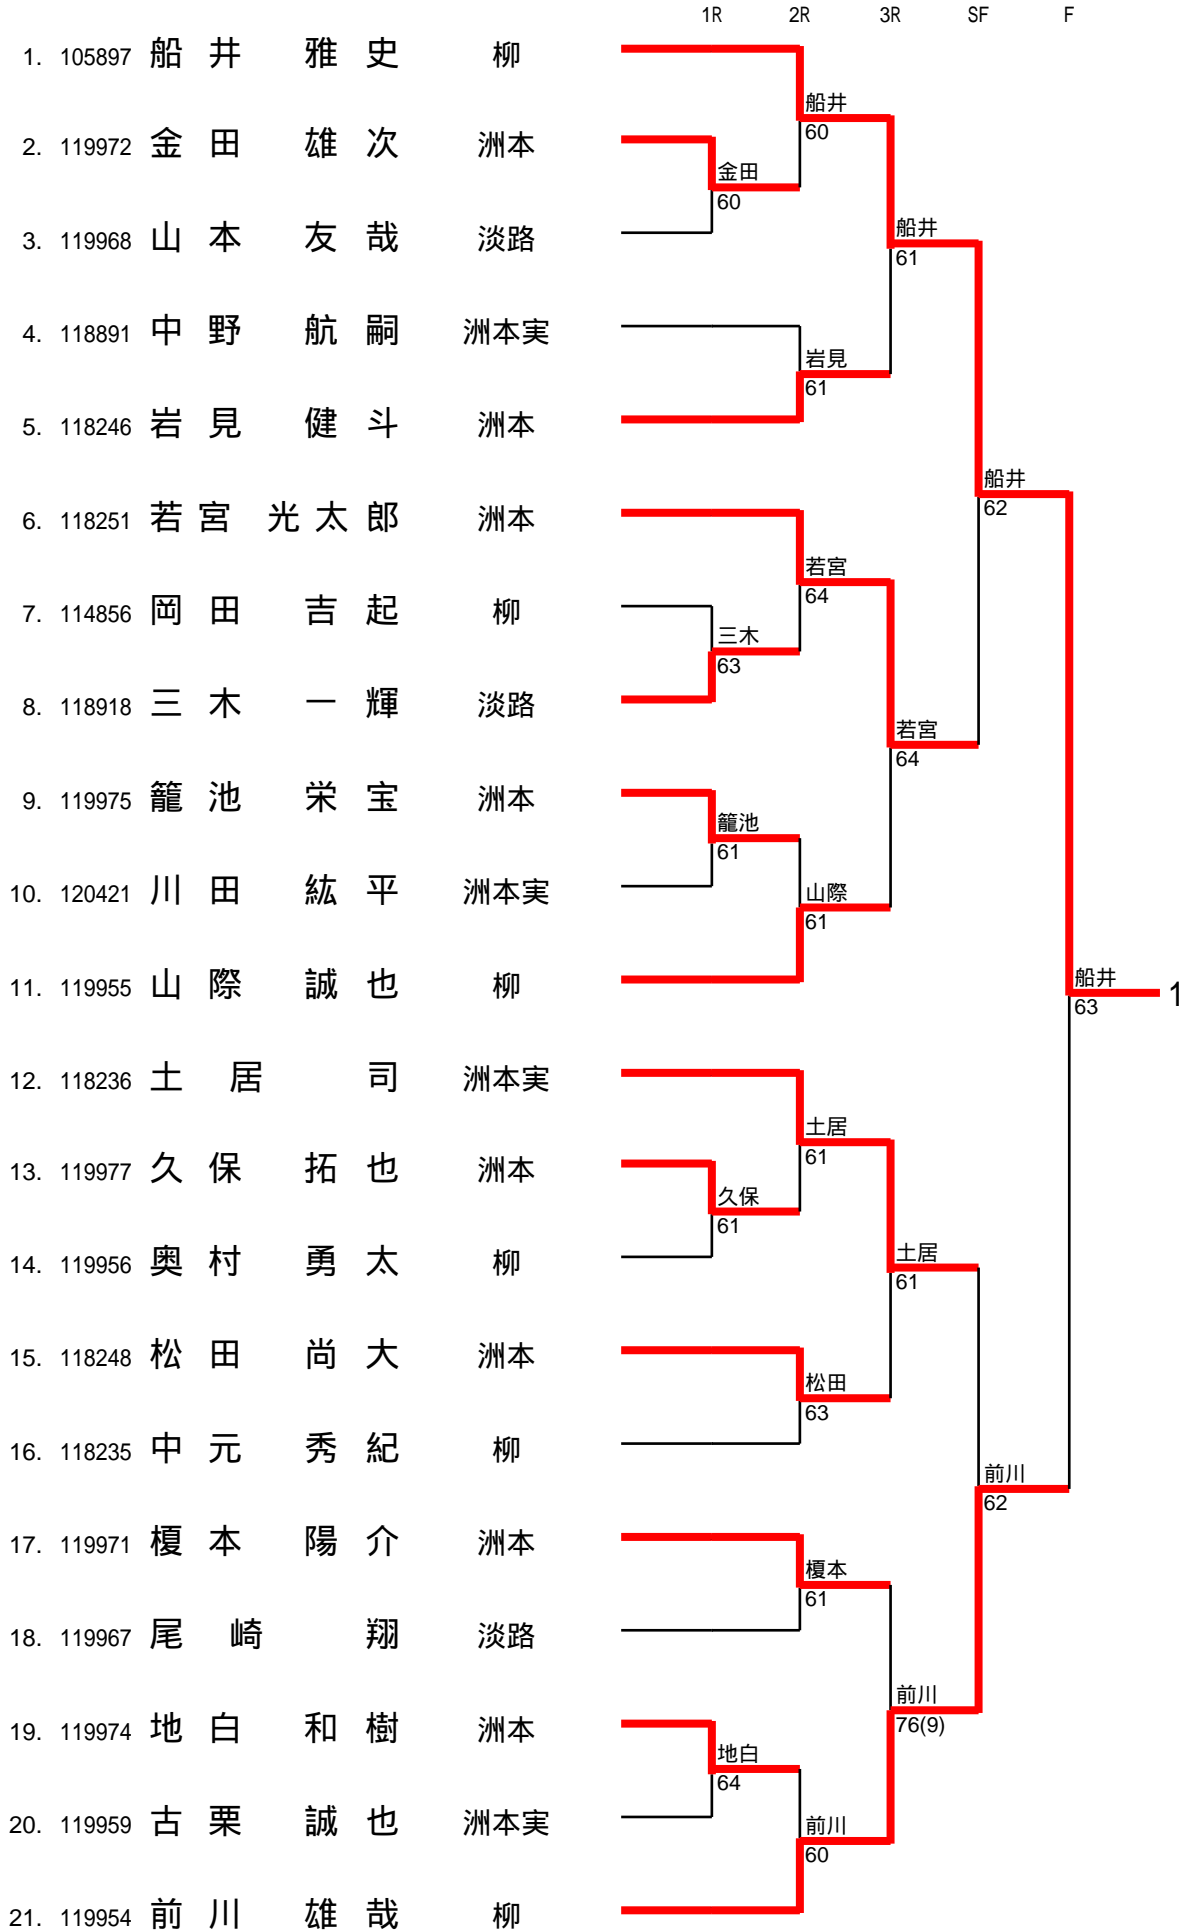 1R 2R 3R SF F
1. 105897 船井 雅史 柳
船井
60
2. 119972 金田 雄次 洲本
金田
60
3. 119968 山本 友哉 淡路
船井
61
4. 118891 中野 航嗣 洲本実
岩見
61
5. 118246 岩見 健斗 洲本
船井
62
6. 118251 若宮 光太郎 洲本
若宮
64
7. 114856 岡田 吉起 柳
三木
63
8. 118918 三木 一輝 淡路
若宮
64
9. 119975 籠池 栄宝 洲本
籠池
61
10. 120421 川田 紘平 洲本実
山際
61
11. 119955 山際 誠也 柳
船井
63
1
12. 118236 土居 司 洲本実
土居
61
13. 119977 久保 拓也 洲本
久保
61
14. 119956 奥村 勇太 柳
土居
61
15. 118248 松田 尚大 洲本
松田
63
16. 118235 中元 秀紀 柳
前川
62
17. 119971 榎本 陽介 洲本
榎本
61
18. 119967 尾崎 翔 淡路
前川
76(9)
19. 119974 地白 和樹 洲本
地白
64
20. 119959 古栗 誠也 洲本実
前川
60
21. 119954 前川 雄哉 柳